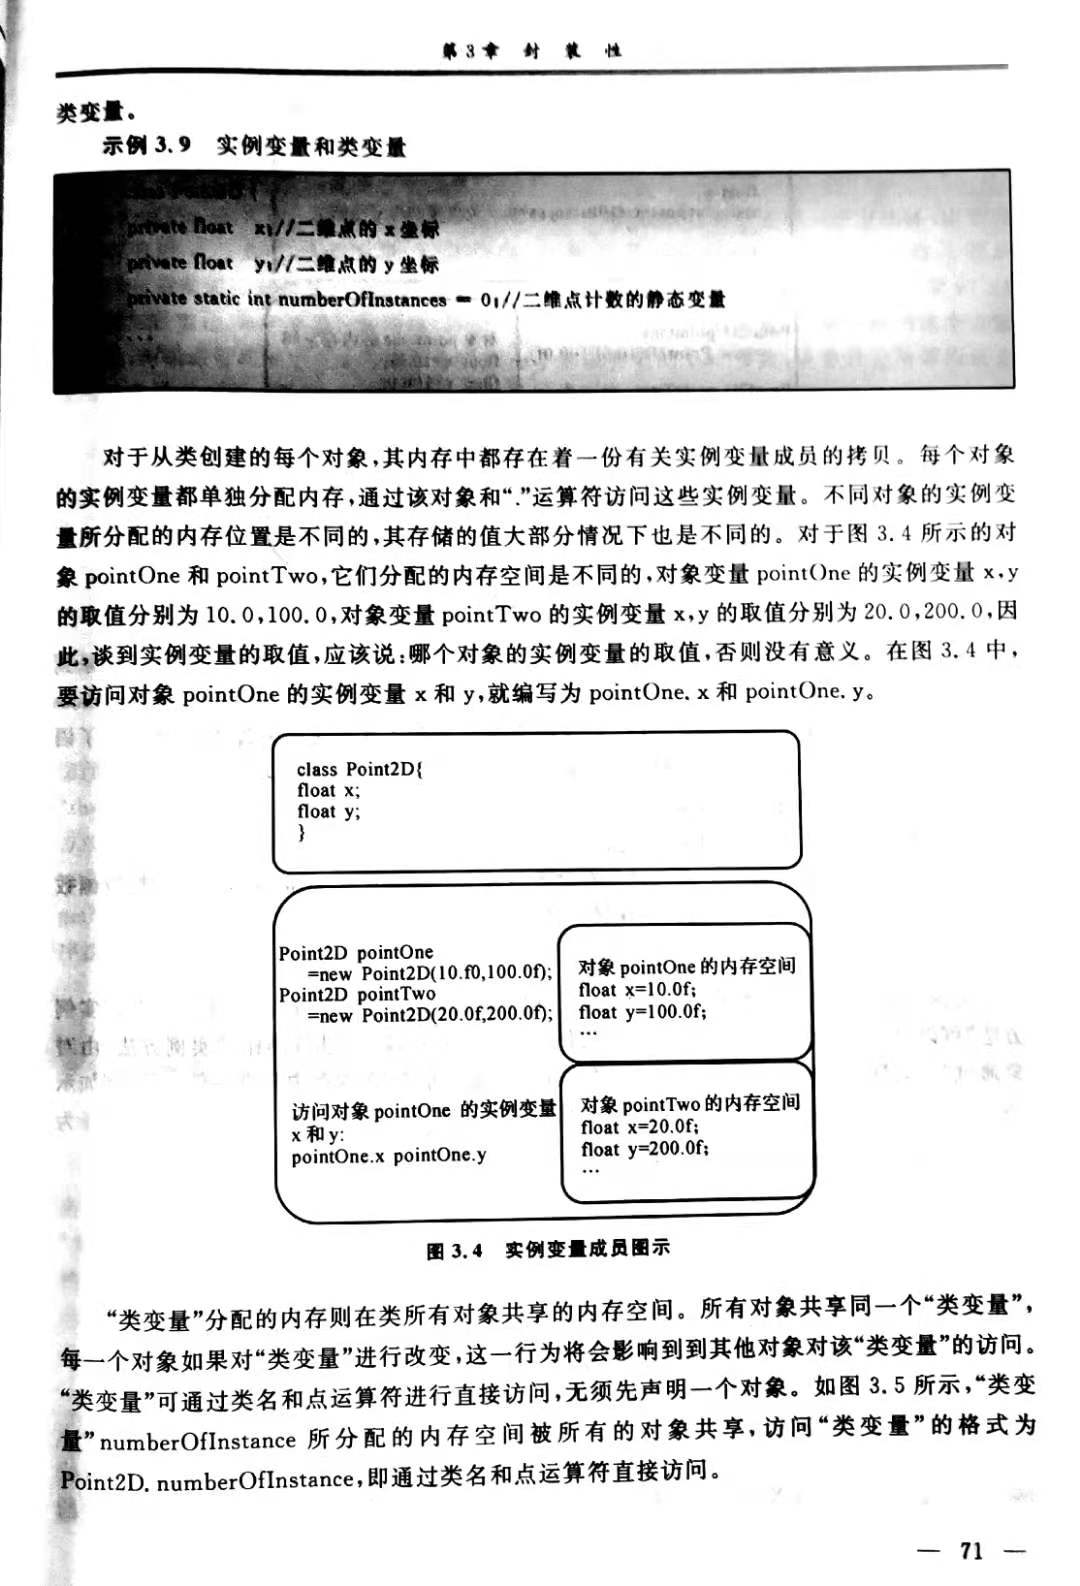 第3章 封装性
类变量。
示例 3.9 实例变量和类变量
private float x;//二维点的 x 坐标
private float y;//二维点的 y 坐标
private static int numberOfInstances = 0;//二维点计数的静态变量
...
对于从类创建的每个对象,其内存中都存在着一份有关实例变量成员的拷贝。每个对象
的实例变量都单独分配内存,通过该对象和“.”运算符访问这些实例变量。不同对象的实例变
量所分配的内存位置是不同的,其存储的值大部分情况下也是不同的。对于图 3.4 所示的对
象 pointOne 和 pointTwo,它们分配的内存空间是不同的,对象变量 pointOne 的实例变量 x,y
的取值分别为 10.0,100.0,对象变量 pointTwo 的实例变量 x,y 的取值分别为 20.0,200.0,因
此,谈到实例变量的取值,应该说:哪个对象的实例变量的取值,否则没有意义。在图 3.4 中,
要访问对象 pointOne 的实例变量 x 和 y,就编写为 pointOne.x 和 pointOne.y。
class Point2D{
float x;
float y;
}
Point2D pointOne
=new Point2D(10.f0,100.0f);
Point2D pointTwo
=new Point2D(20.0f,200.0f);
对象 pointOne 的内存空间
float x=10.0f;
float y=100.0f;
...
访问对象 pointOne 的实例变量
x 和 y:
pointOne.x pointOne.y
对象 pointTwo 的内存空间
float x=20.0f;
float y=200.0f;
...
图 3.4 实例变量成员图示
“类变量”分配的内存则在类所有对象共享的内存空间。所有对象共享同一个“类变量”,
每一个对象如果对“类变量”进行改变,这一行为将会影响到到其他对象对该“类变量”的访问。
“类变量”可通过类名和点运算符进行直接访问,无须先声明一个对象。如图 3.5 所示,“类变
量” numberOfInstance 所分配的内存空间被所有的对象共享,访问“类变量”的格式为
Point2D.numberOfInstance,即通过类名和点运算符直接访问。
— 71 —